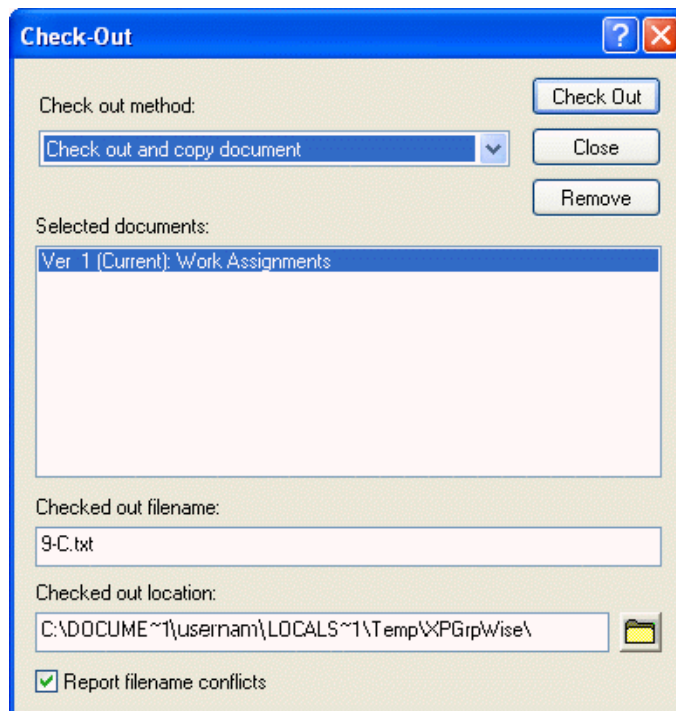 Check-Out
Check out method:
Check Out
Check out and copy document
Close
Remove
Selected documents:
Ver 1 (Current): Work Assignments
Checked out filename:
9-C.txt
Checked out location:
C:\DOCUME~1\usernam\LOCALS~1\Temp\XPGrpWise\
Report filename conflicts